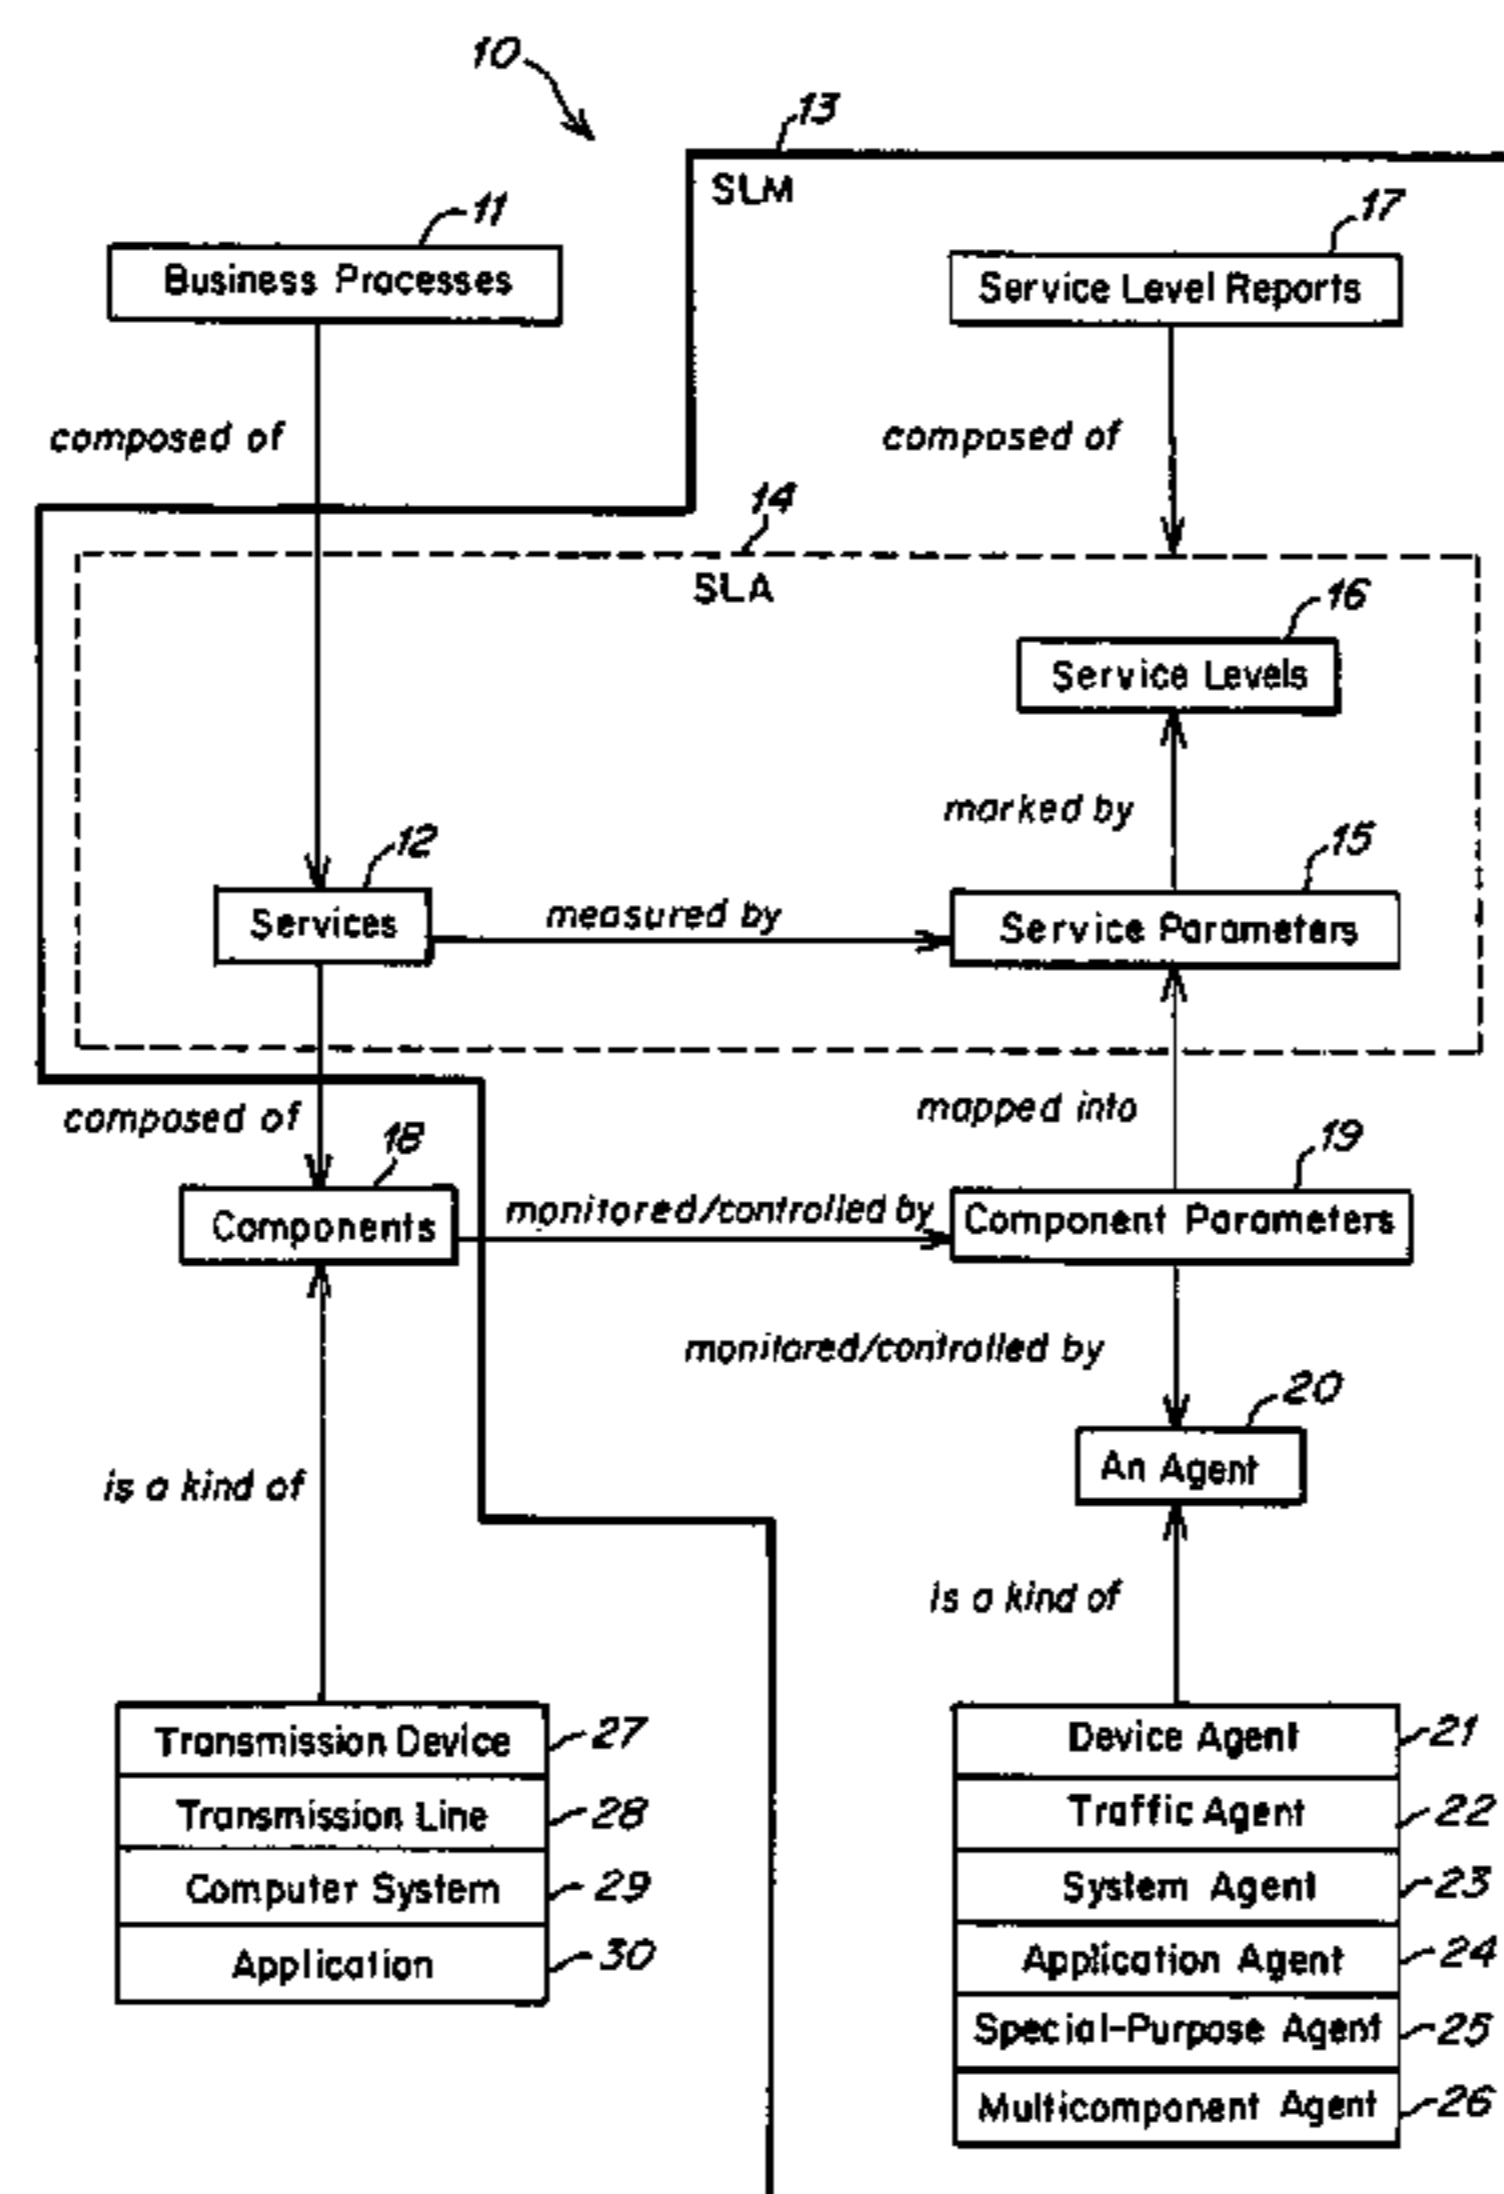 10
13
SLM
11
Business Processes
17
Service Level Reports
composed of
composed of
14
SLA
16
Service Levels
marked by
12
Services
measured by
15
Service Parameters
composed of
mapped into
18
Components
monitored/controlled by
19
Component Parameters
monitored/controlled by
20
An Agent
is a kind of
is a kind of
Transmission Device 27
Transmission Line 28
Computer System 29
Application 30
Device Agent 21
Traffic Agent 22
System Agent 23
Application Agent 24
Special-Purpose Agent 25
Multicomponent Agent 26